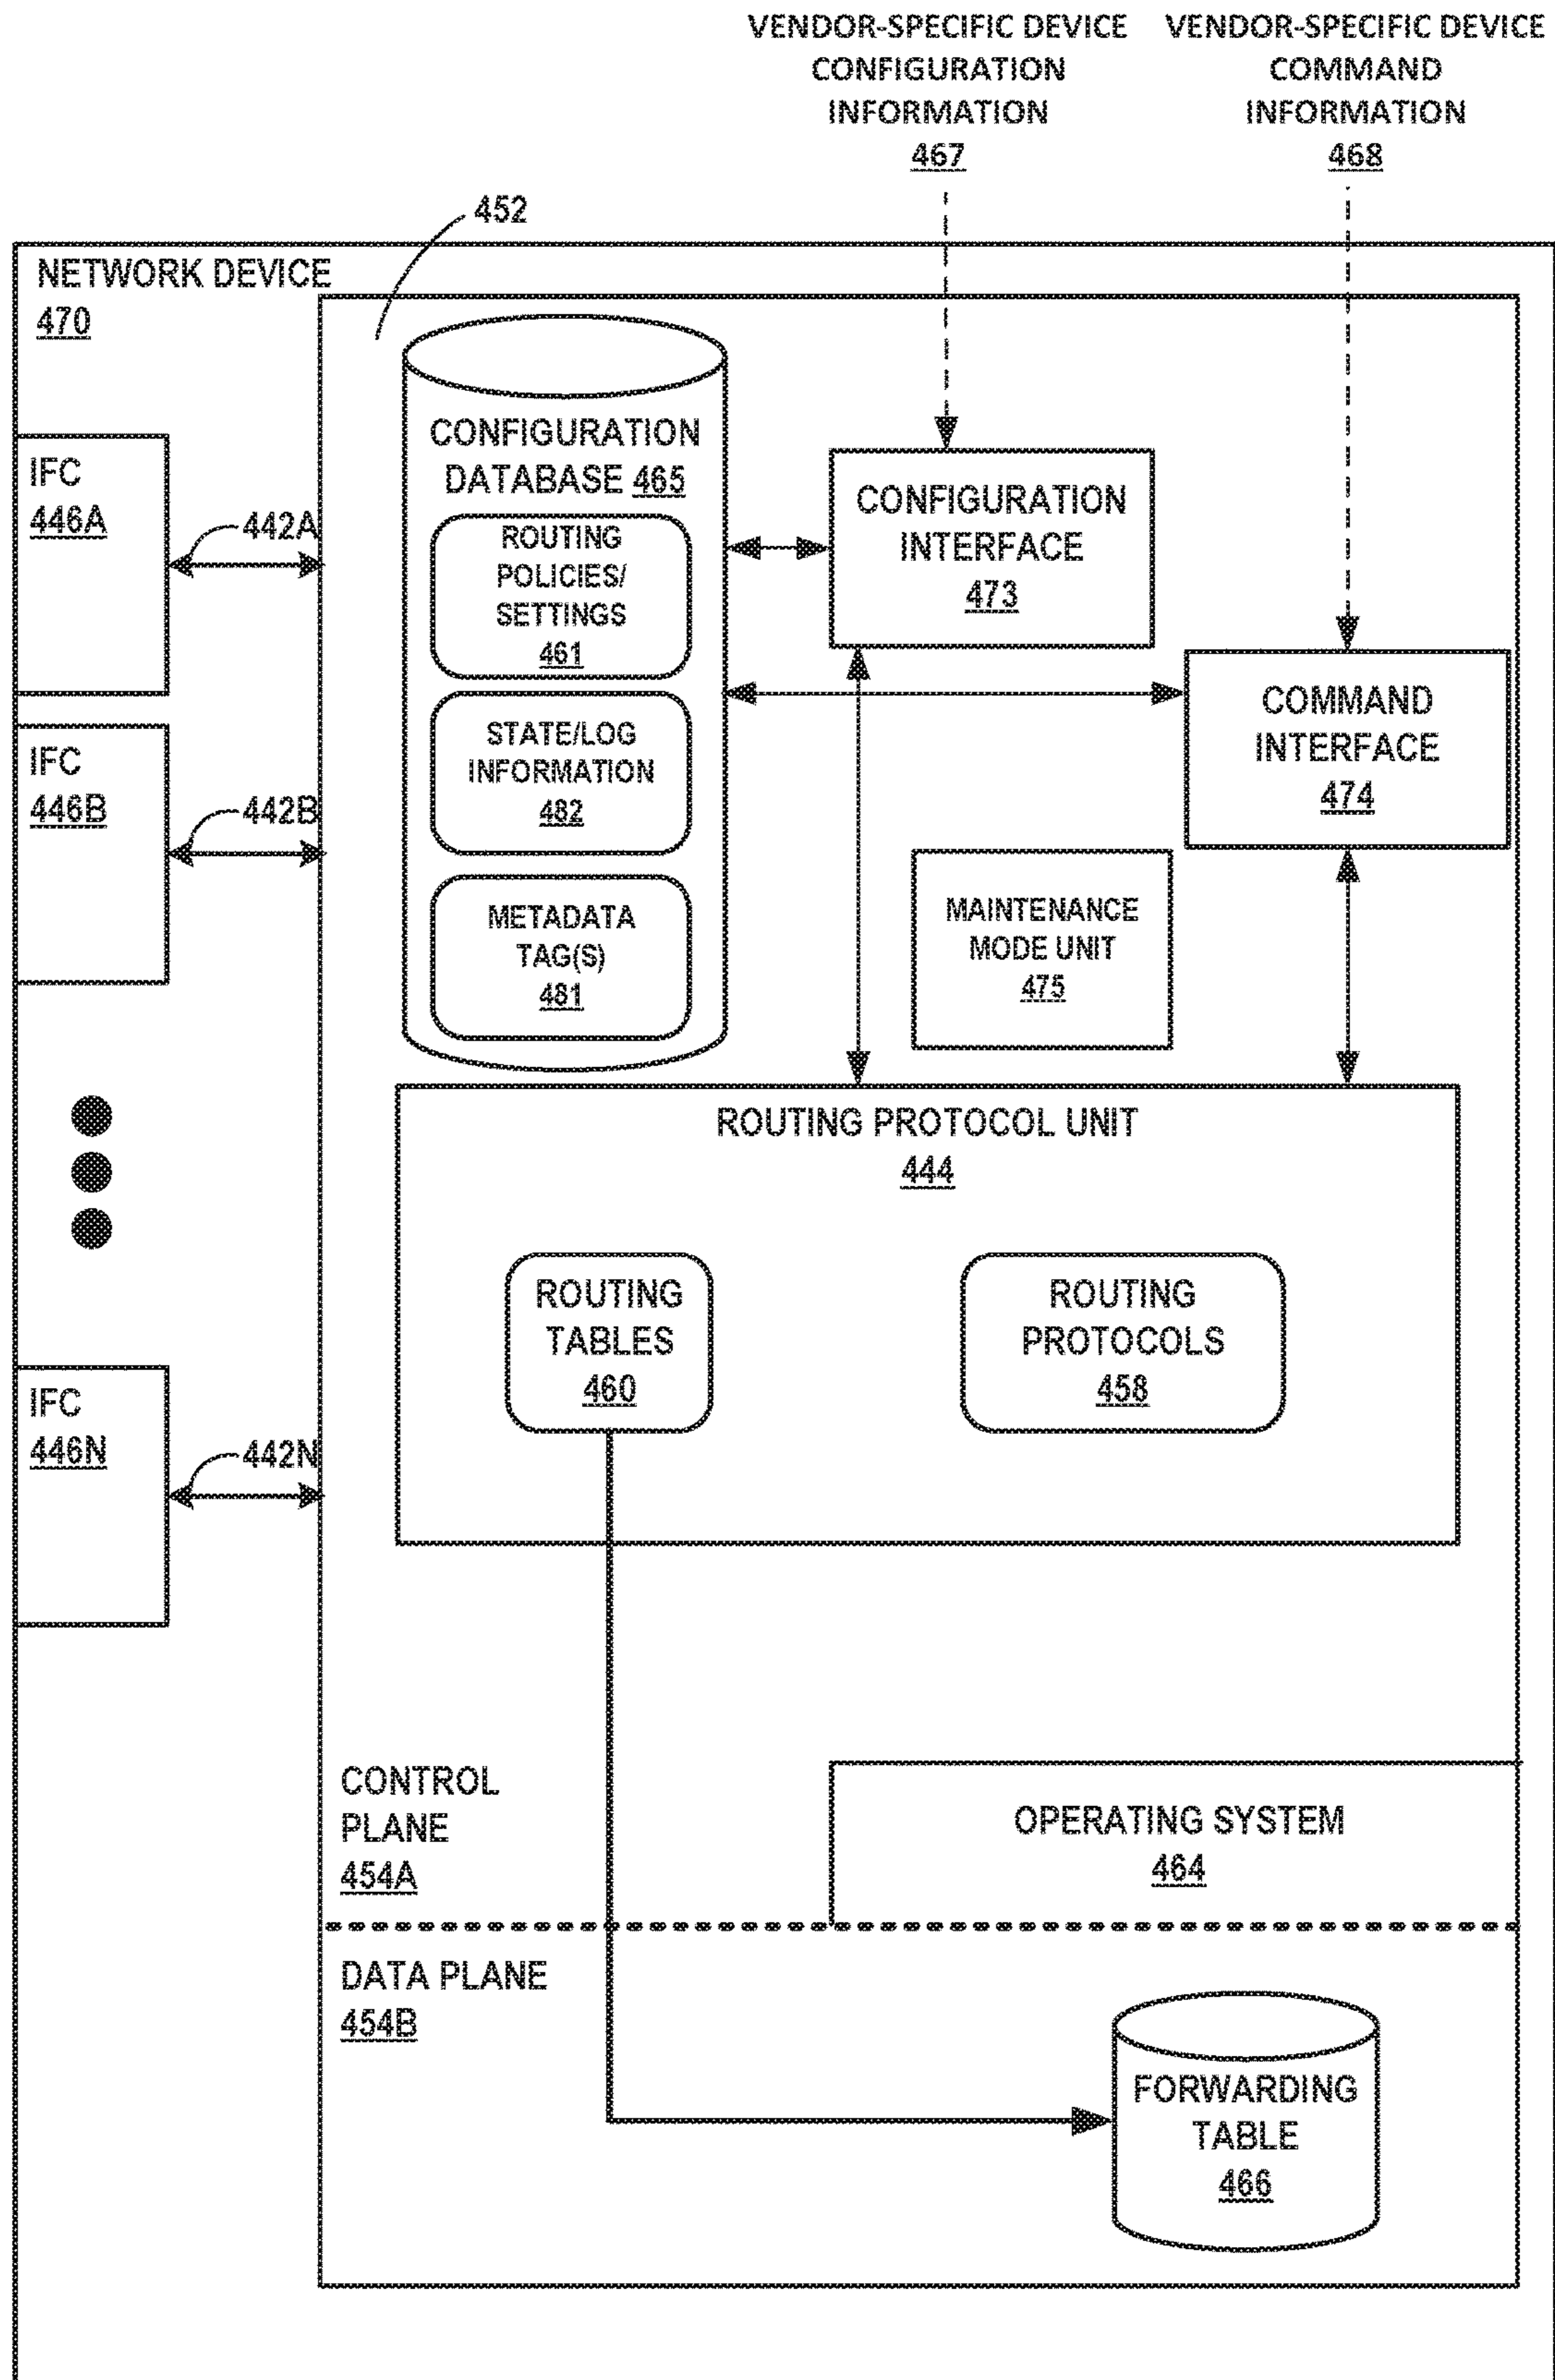 VENDOR-SPECIFIC DEVICE
CONFIGURATION
INFORMATION
467
VENDOR-SPECIFIC DEVICE
COMMAND
INFORMATION
468
452
NETWORK DEVICE
470
IFC
446A
442A
IFC
446B
442B
IFC
446N
442N
CONFIGURATION
DATABASE 465
ROUTING
POLICIES/
SETTINGS
461
STATE/LOG
INFORMATION
482
METADATA
TAG(S)
481
CONFIGURATION
INTERFACE
473
COMMAND
INTERFACE
474
MAINTENANCE
MODE UNIT
475
ROUTING PROTOCOL UNIT
444
ROUTING
TABLES
460
ROUTING
PROTOCOLS
458
CONTROL
PLANE
454A
OPERATING SYSTEM
464
DATA PLANE
454B
FORWARDING
TABLE
466